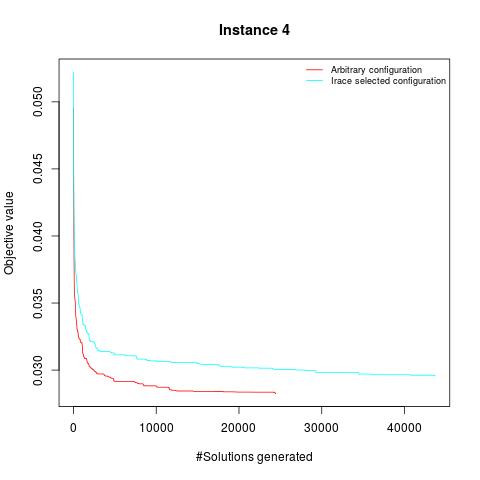 Instance 4
Arbitrary configuration
Irace selected configuration
Objective value
0.050
0.045
0.040
0.035
0.030
0 10000 20000 30000 40000
#Solutions generated